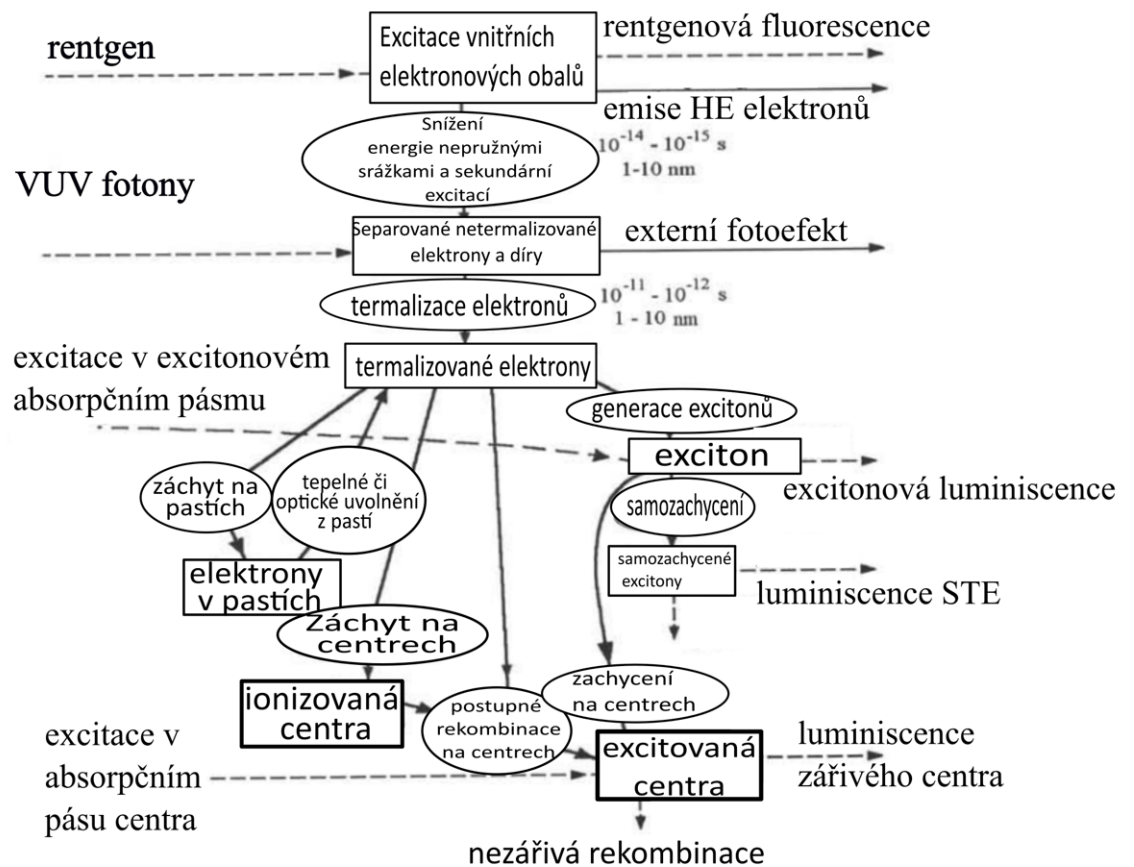 rentgen
Excitace vnitřních
elektronových obalů
rentgenová fluorescence
emise HE elektronů
Snížení
energie nepružnými
srážkami a sekundární
excitací
10⁻¹⁴ - 10⁻¹⁵ s
1-10 nm
VUV fotony
Separované netermalizované
elektrony a díry
externí fotoefekt
termalizace elektronů
10⁻¹¹ - 10⁻¹² s
1 - 10 nm
excitace v excitonovém
absorpčním pásmu
termalizované elektrony
generace excitonů
exciton
excitonová luminiscence
záchyt na
pastích
tepelné či
optické uvolnění
z pastí
samozachycení
elektrony
v pastích
samozachycené
excitony
luminiscence STE
Záchyt na
centrech
ionizovaná
centra
postupné
rekombinace
na centrech
zachycení
na centrech
excitace v
absorpčním
pásu centra
excitovaná
centra
luminiscence
zářivého centra
nezářivá rekombinace